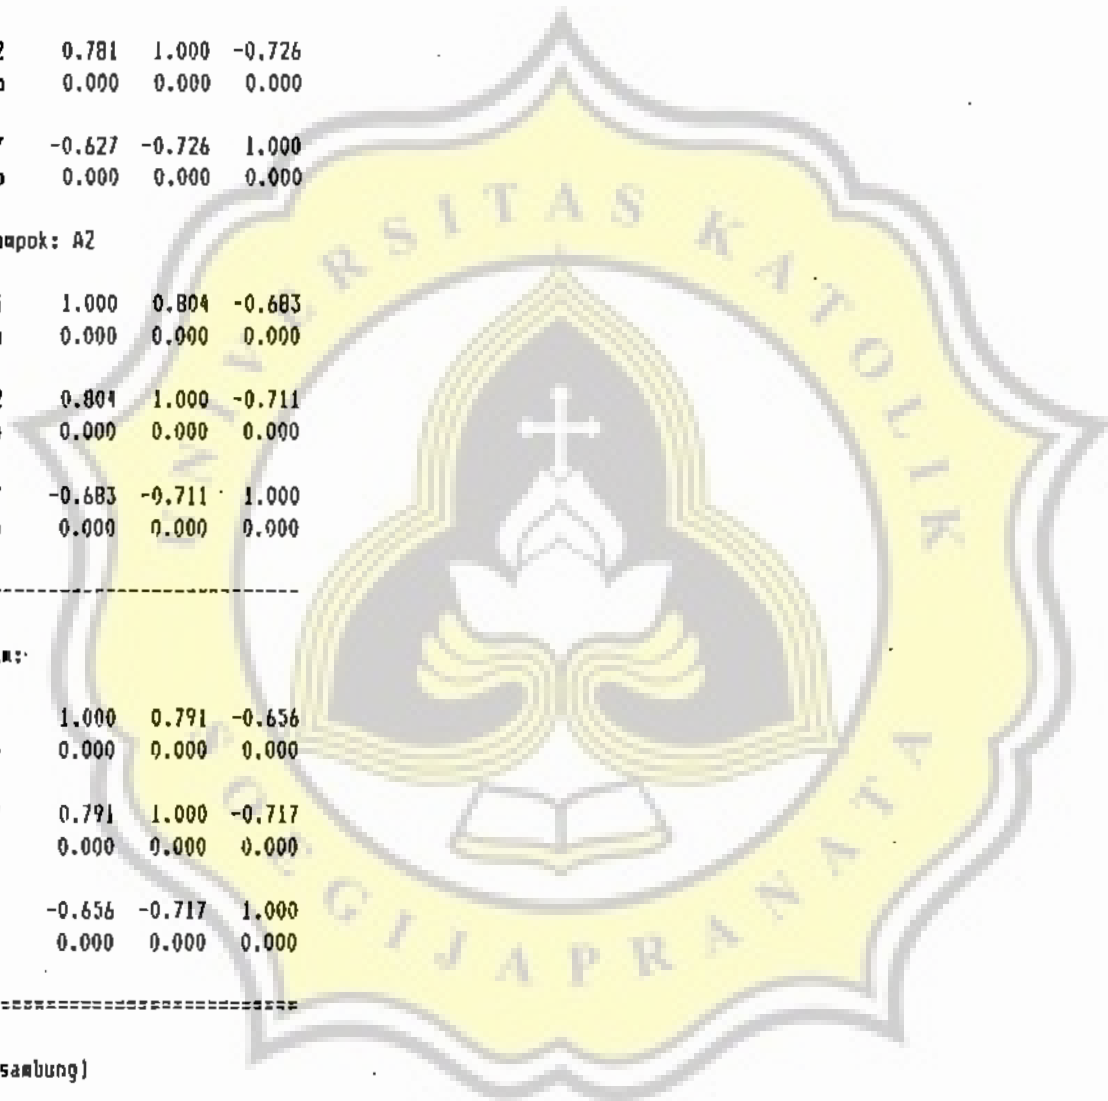 2 0.781 1.000 -0.726
p 0.000 0.000 0.000
-0.627 -0.726 1.000
p 0.000 0.000 0.000
mpok: A2
1.000 0.804 -0.683
0.000 0.000 0.000
2 0.804 1.000 -0.711
0.000 0.000 0.000
-0.683 -0.711 1.000
0.000 0.000 0.000
------------------------------
1.000 0.791 -0.656
0.000 0.000 0.000
0.791 1.000 -0.717
0.000 0.000 0.000
-0.656 -0.717 1.000
0.000 0.000 0.000
==============================
sambung)
UNIVERSITAS KATOLIK
SOEGIJAPRANATA